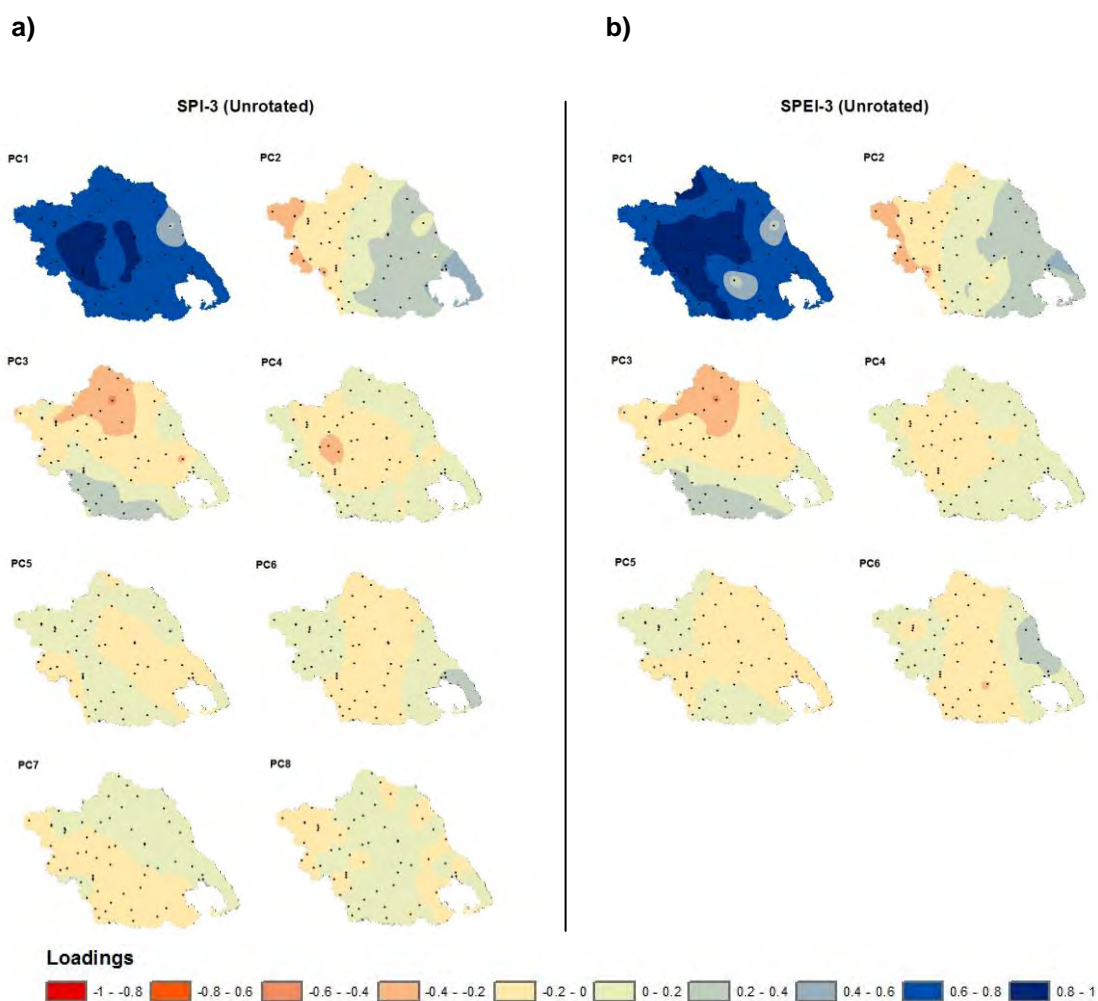 a)
b)
SPI-3 (Unrotated)
SPEI-3 (Unrotated)
PC1
PC2
PC1
PC2
PC3
PC4
PC3
PC4
PC5
PC6
PC5
PC6
PC7
PC8
Loadings
-1 - -0.8
-0.8 - 0.6
-0.6 - -0.4
-0.4 - -0.2
-0.2 - 0
0 - 0.2
0.2 - 0.4
0.4 - 0.6
0.6 - 0.8
0.8 - 1